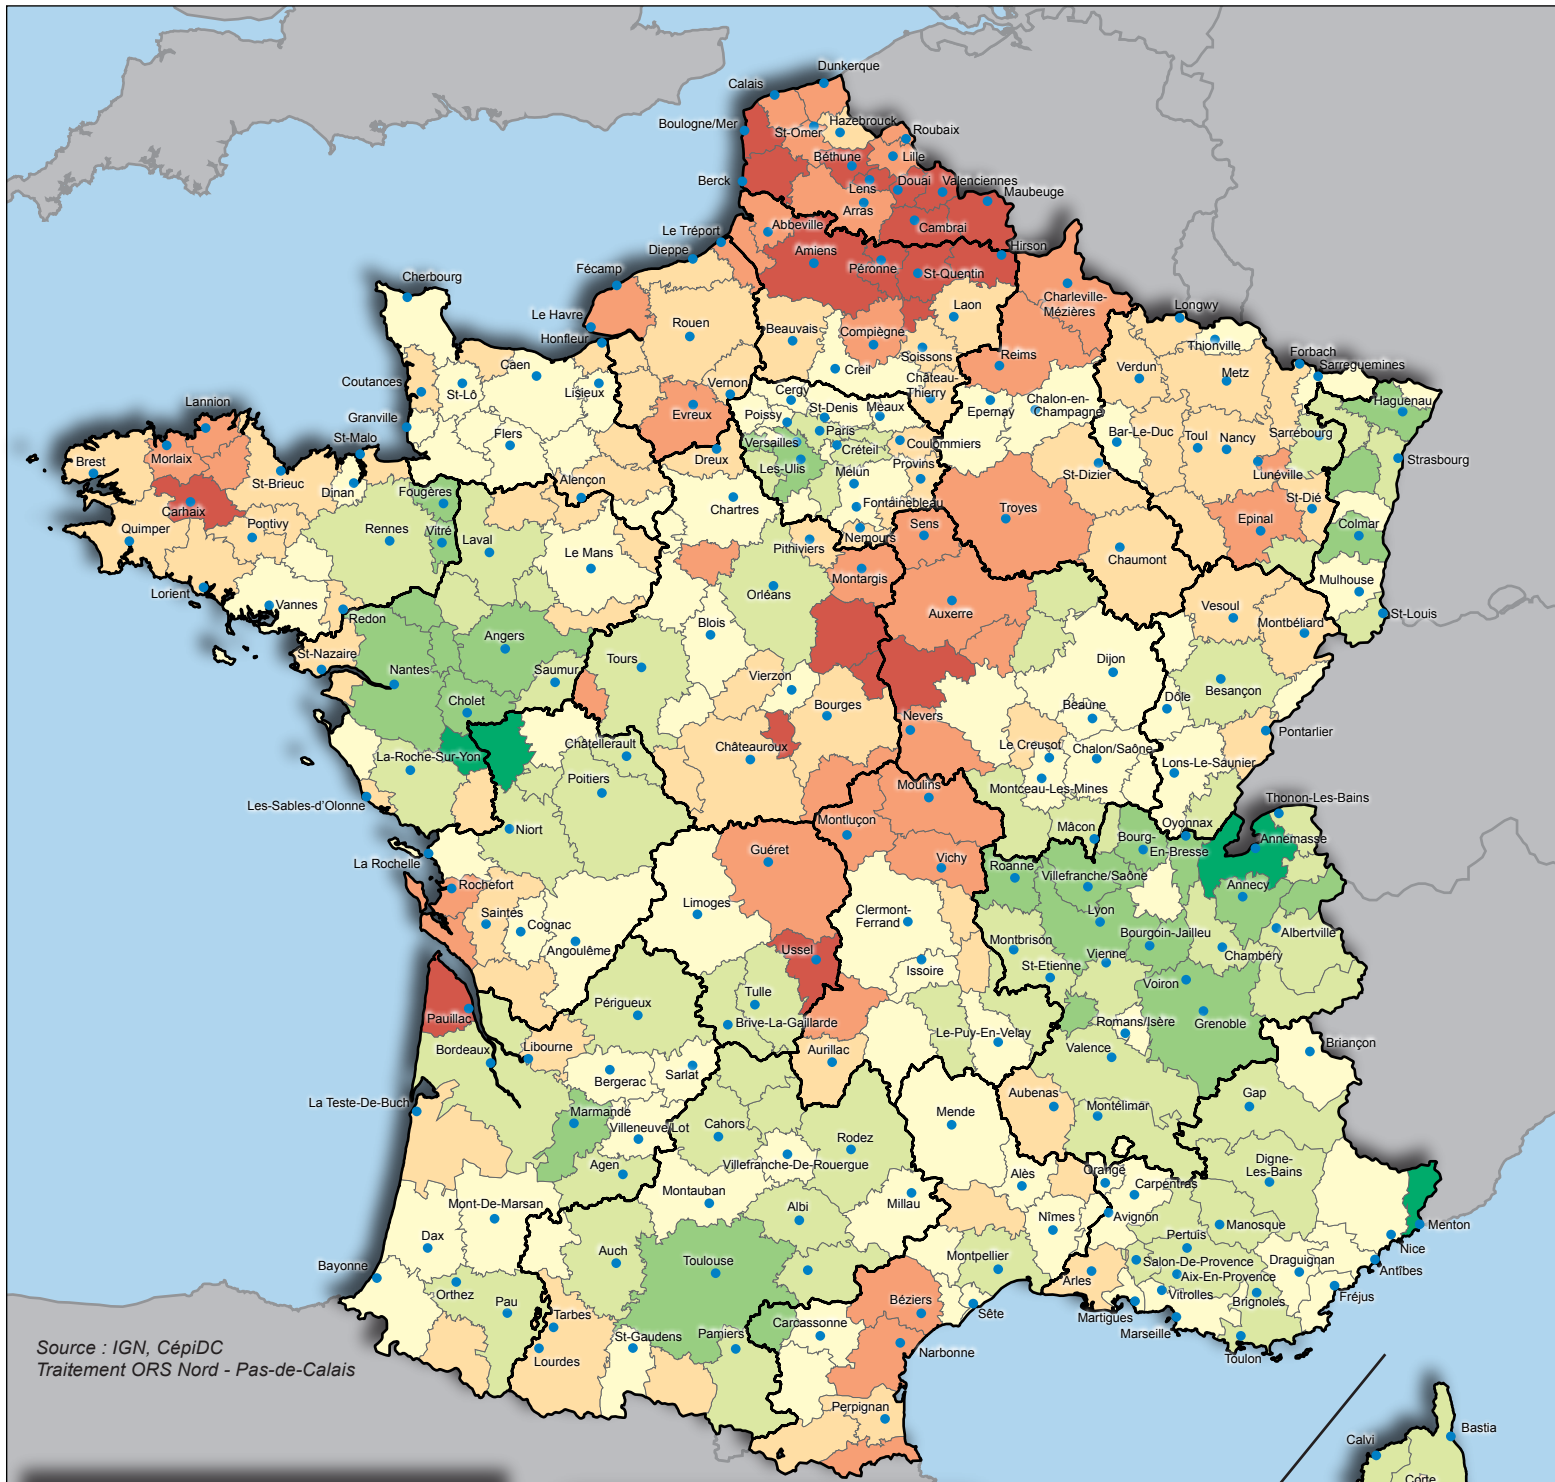 Dunkerque
Calais
Boulogne/Mer
St-Omer
Hazebrouck
Roubaix
Béthune
Lille
Berck
Lens
Douai
Valenciennes
Maubeuge
Arras
Cambrai
Abbeville
Le Tréport
Dieppe
Amiens
Péronne
St-Quentin
Hirson
Fécamp
Cherbourg
Charleville-
Mézières
Laon
Longwy
Le Havre
Honfleur
Rouen
Beauvais
Compiègne
Soissons
Reims
Thionville
Forbach
Sarreguemines
Creil
Château-
Thierry
Verdun
Metz
Caen
Coutances
St-Lô
Lisieux
Vernon
Evreux
Cergy
Poissy
St-Denis
Meaux
Epernay
Chalon-en-
Champagne
Haguenau
Lannion
Granville
St-Malo
Flers
Versailles
Paris
Créteil
Coulommiers
Bar-Le-Duc
Toul
Nancy
Sarrebourg
Strasbourg
Morlaix
Brest
St-Brieuc
Dinan
Fougères
Alençon
Dreux
Les-Ulis
Melun
Provins
St-Dizier
Lunéville
St-Dié
Carhaix
Quimper
Pontivy
Rennes
Vitré
Laval
Le Mans
Chartres
Fontainebleau
Nemours
Sens
Troyes
Epinal
Colmar
Pithiviers
Chaumont
Lorient
Vannes
Redon
Orléans
Montargis
Auxerre
Vesoul
Montbéliard
Mulhouse
St-Louis
St-Nazaire
Angers
Blois
Nantes
Saumur
Tours
Vierzon
Dijon
Besançon
Cholet
Bourges
Nevers
Beaune
Dôle
Pontarlier
La-Roche-Sur-Yon
Châtellerault
Châteauroux
Le Creusot
Chalon/Saône
Lons-Le-Saunier
Les-Sables-d'Olonne
Poitiers
Moulins
Montceau-Les-Mines
Thonon-Les-Bains
Niort
Montluçon
Mâcon
Bourg-
En-Bresse
Oyonnax
Annemasse
La Rochelle
Guéret
Vichy
Roanne
Villefranche/Saône
Annecy
Rochefort
Saintes
Cognac
Angoulême
Limoges
Clermont-
Ferrand
Lyon
Bourgoin-Jailleu
Albertville
Ussel
Issoire
Montbrison
St-Etienne
Vienne
Chambéry
Pauillac
Périgueux
Tulle
Brive-La-Gaillarde
Voiron
Grenoble
Le-Puy-En-Velay
Romans/Isère
Bordeaux
Libourne
Aurillac
Valence
Briançon
Bergerac
Sarlat
La Teste-De-Buch
Marmande
Villeneuve/Lot
Cahors
Rodez
Mende
Aubenas
Montélimar
Gap
Agen
Villefranche-De-Rouergue
Digne-
Les-Bains
Mont-De-Marsan
Montauban
Millau
Alès
Orange
Carpentras
Albi
Nîmes
Avignon
Manosque
Menton
Dax
Auch
Toulouse
Montpellier
Pertuis
Nice
Bayonne
Salon-De-Provence
Aix-En-Provence
Draguignan
Antîbes
Orthez
Pau
Tarbes
Béziers
Sête
Arles
Vitrolles
Brignoles
Fréjus
Martigues
Marseille
Toulon
St-Gaudens
Pamiers
Carcassonne
Lourdes
Narbonne
Perpignan
Source : IGN, CépiDC
Traitement ORS Nord - Pas-de-Calais
Bastia
Calvi
Corte